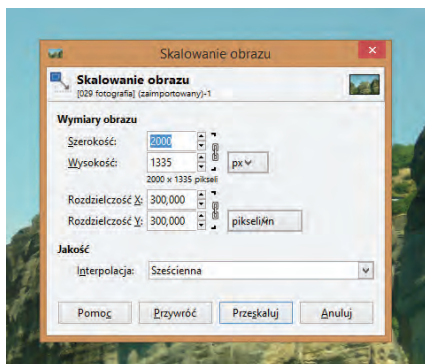 Skalowanie obrazu
Skalowanie obrazu
[029 fotografia] (zaimportowany)-1
Wymiary obrazu
Szerokość: 2000
Wysokość: 1335 px
2000 x 1335 pikseli
Rozdzielczość X: 300,000
Rozdzielczość Y: 300,000 pikseli/in
Jakość
Interpolacja: Sześcienna
Pomoc Przywróć Przeskaluj Anuluj